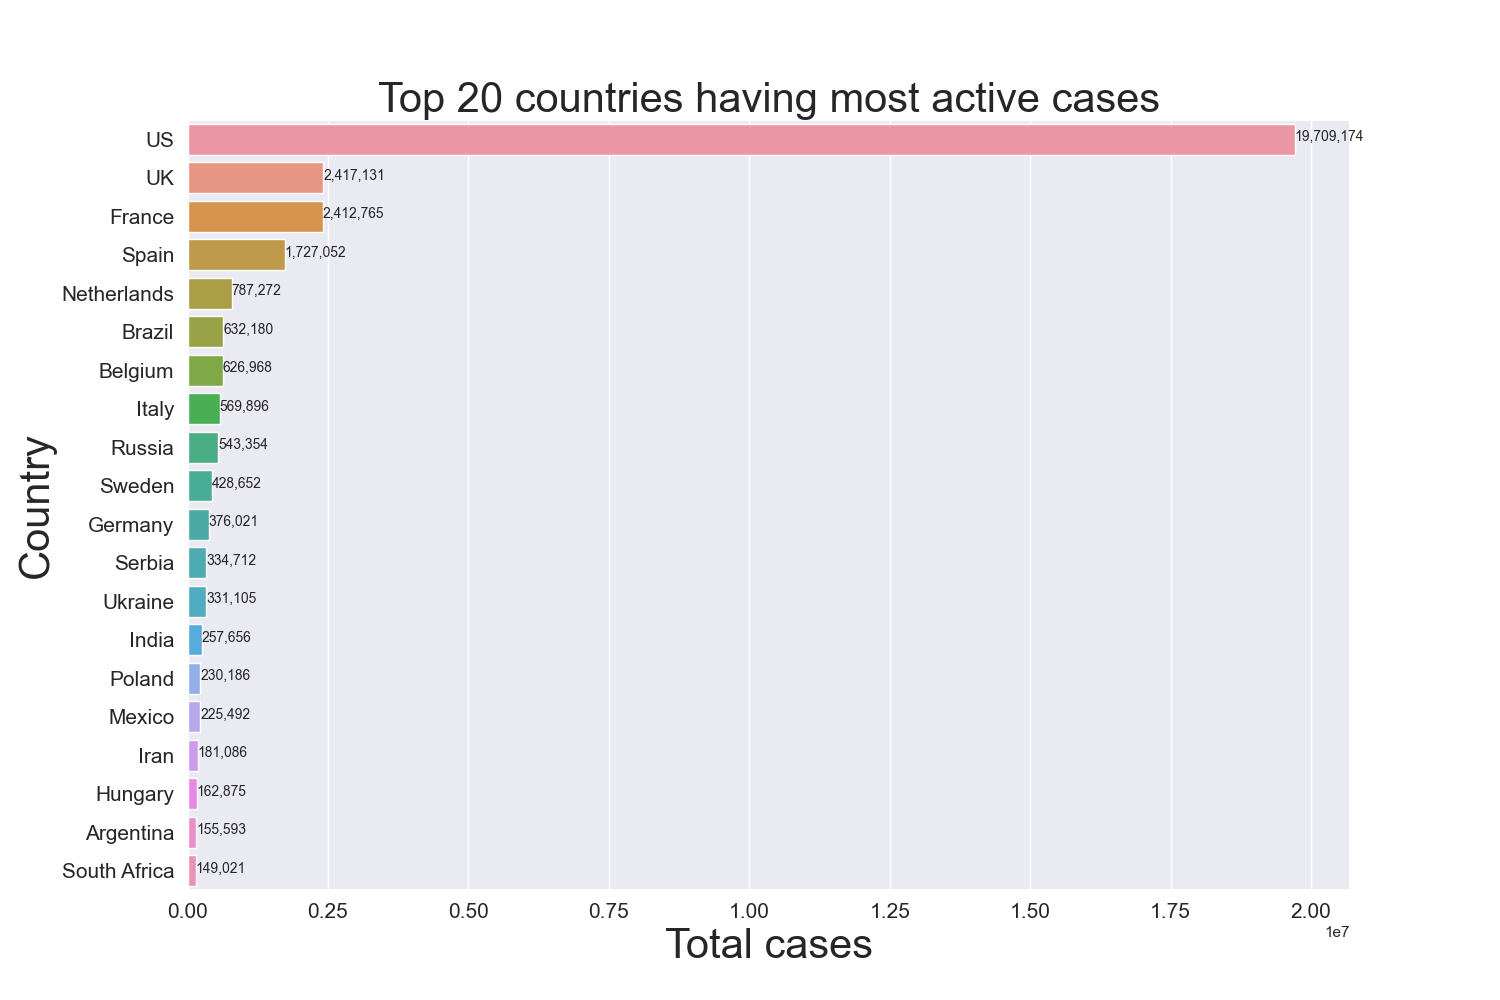 Top 20 countries having most active cases
US 19,709,174
UK 2,417,131
France 2,412,765
Spain 1,727,052
Netherlands 787,272
Brazil 632,180
Belgium 626,968
Italy 569,896
Russia 543,354
Sweden 428,652
Germany 376,021
Serbia 334,712
Ukraine 331,105
India 257,656
Poland 230,186
Mexico 225,492
Iran 181,086
Hungary 162,875
Argentina 155,593
South Africa 149,021
Country
0.00 0.25 0.50 0.75 1.00 1.25 1.50 1.75 2.00
1e7
Total cases